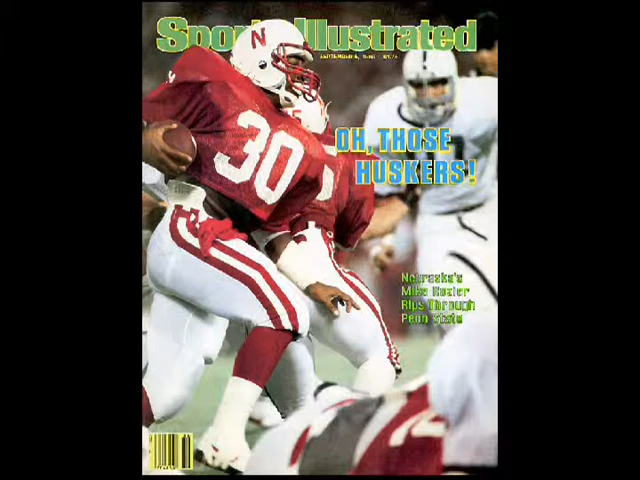 Sports Illustrated
N
30
OH, THOSE
HUSKERS!
Nebraska's
Mike Rozier
Rips Through
Penn State